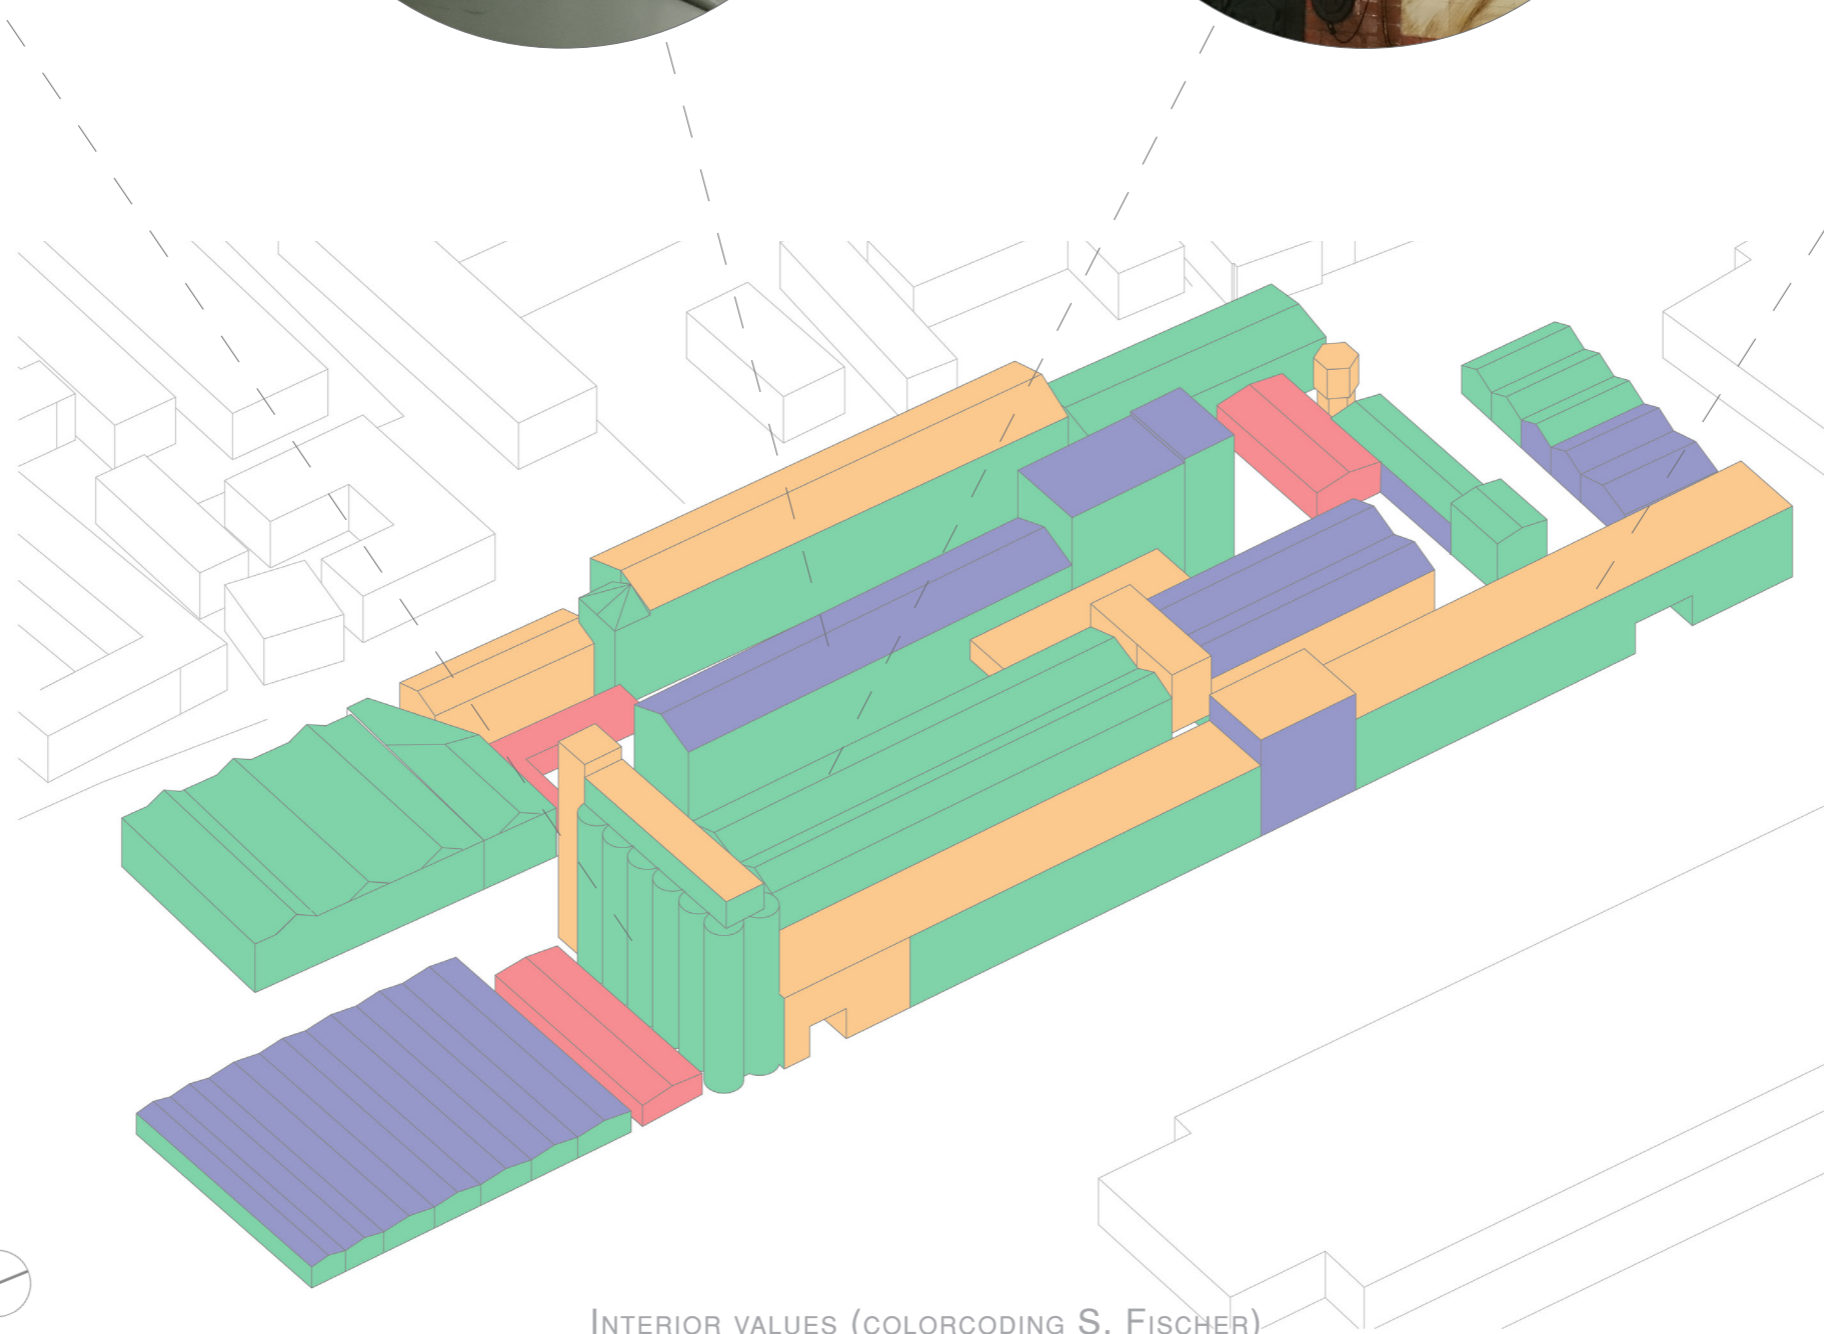 Interior values (colorcoding S. Fischer)